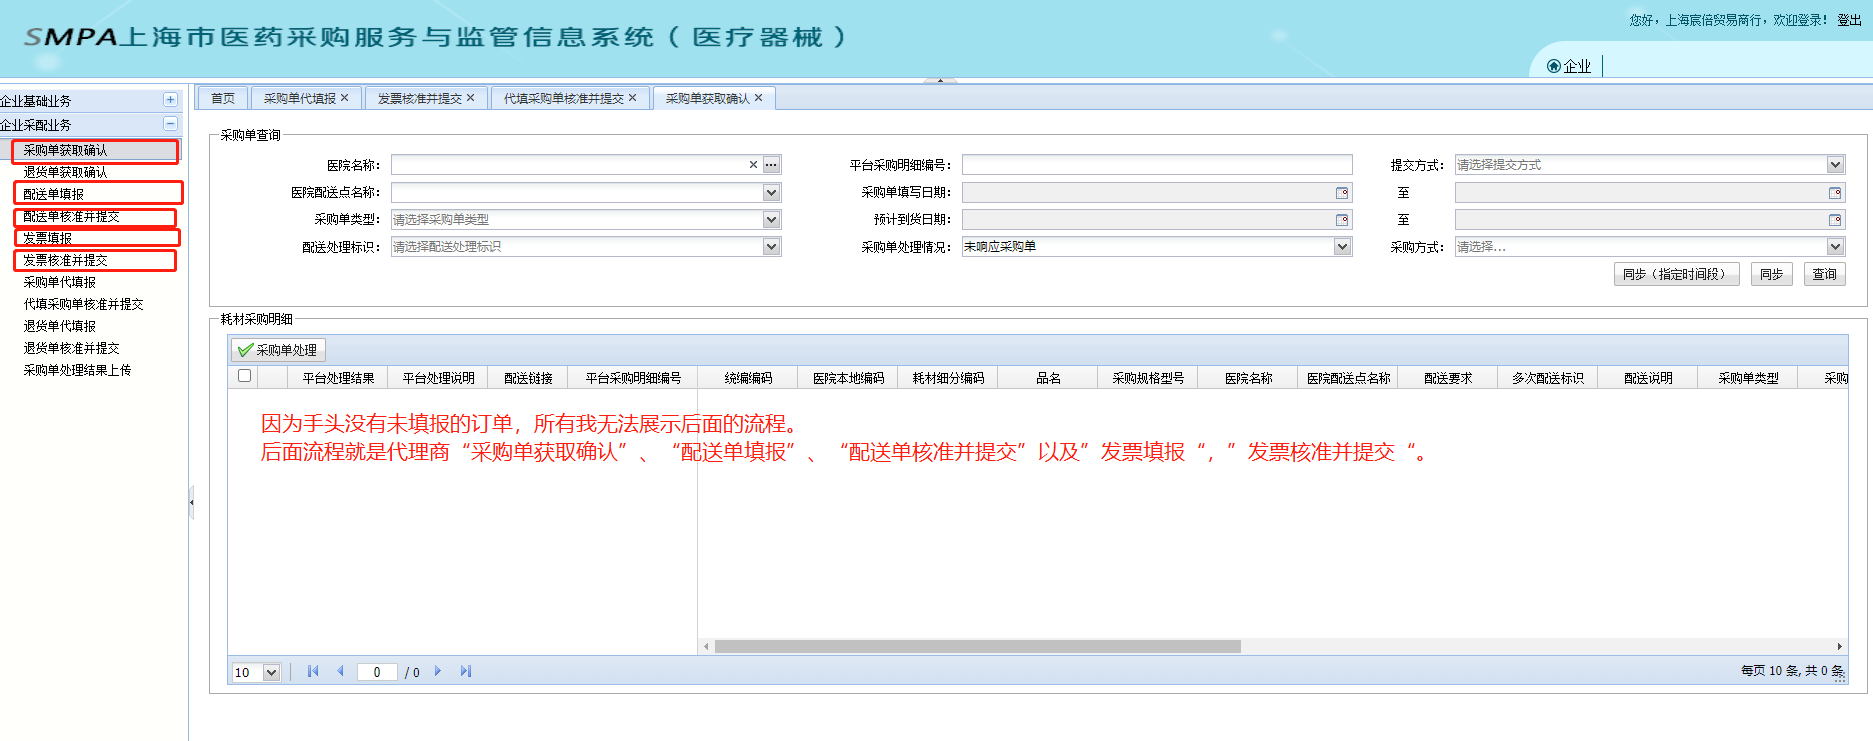 您好，上海宸倍贸易商行，欢迎登录！ 登出
SMPA上海市医药采购服务与监管信息系统（医疗器械）
企业
企业基础业务
企业采配业务
采购单获取确认
退货单获取确认
配送单填报
配送单核准并提交
发票填报
发票核准并提交
采购单代填报
代填采购单核准并提交
退货单代填报
退货单核准并提交
采购单处理结果上传
首页 采购单代填报 发票核准并提交 代填采购单核准并提交 采购单获取确认
采购单查询
医院名称： 平台采购明细编号： 提交方式： 请选择提交方式
医院配送点名称： 采购单填写日期： 至
采购单类型： 请选择采购单类型 预计到货日期： 至
配送处理标识： 请选择配送处理标识 采购单处理情况： 未响应采购单 采购方式： 请选择...
同步（指定时间段） 同步 查询
耗材采购明细
采购单处理
平台处理结果 平台处理说明 配送链接 平台采购明细编号 统编编码 医院本地编码 耗材细分编码 品名 采购规格型号 医院名称 医院配送点名称 配送要求 多次配送标识 配送说明 采购单类型 采购
因为手头没有未填报的订单，所有我无法展示后面的流程。
后面流程就是代理商“采购单获取确认”、“配送单填报”、“配送单核准并提交”以及”发票填报“，”发票核准并提交“。
10 0 / 0 每页 10 条, 共 0 条